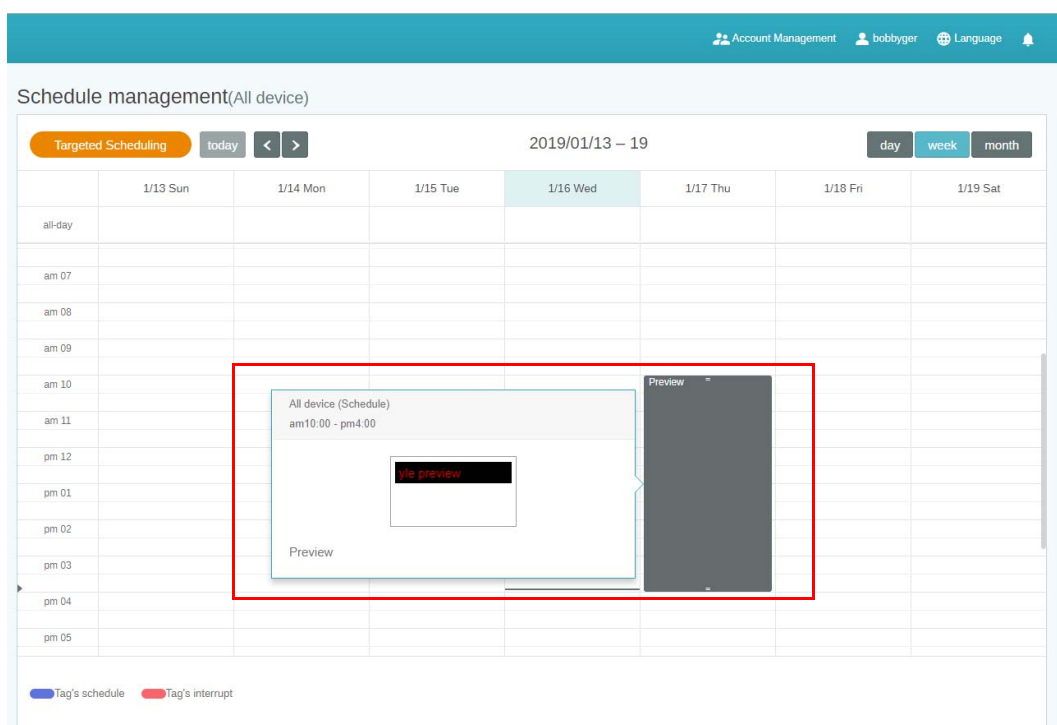 Account Management bobbyger Language
Schedule management(All device)
Targeted Scheduling today < > 2019/01/13 – 19 day week month
1/13 Sun 1/14 Mon 1/15 Tue 1/16 Wed 1/17 Thu 1/18 Fri 1/19 Sat
all-day
am 07
am 08
am 09
am 10
Preview
All device (Schedule)
am10:00 - pm4:00
am 11
pm 12
yle preview
pm 01
pm 02
Preview
pm 03
pm 04
pm 05
Tag's schedule Tag's interrupt